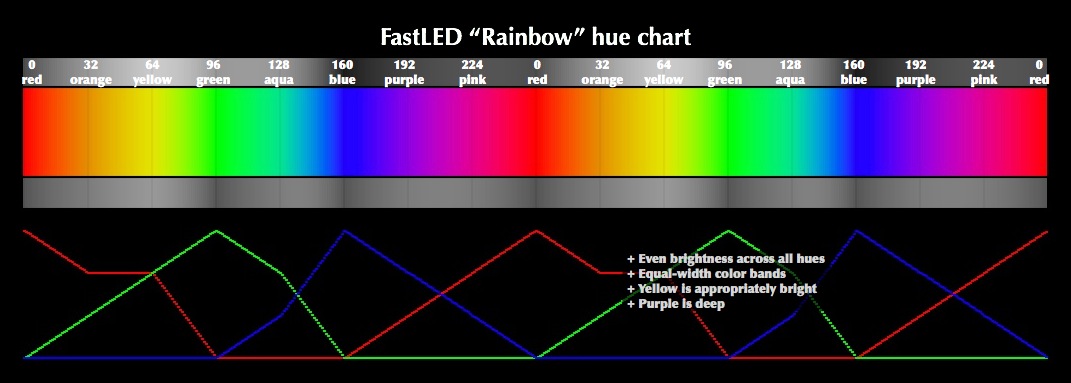 FastLED “Rainbow” hue chart
0 32 64 96 128 160 192 224 0 32 64 96 128 160 192 224 0
red orange yellow green aqua blue purple pink red orange yellow green aqua blue purple pink red
+ Even brightness across all hues
+ Equal-width color bands
+ Yellow is appropriately bright
+ Purple is deep